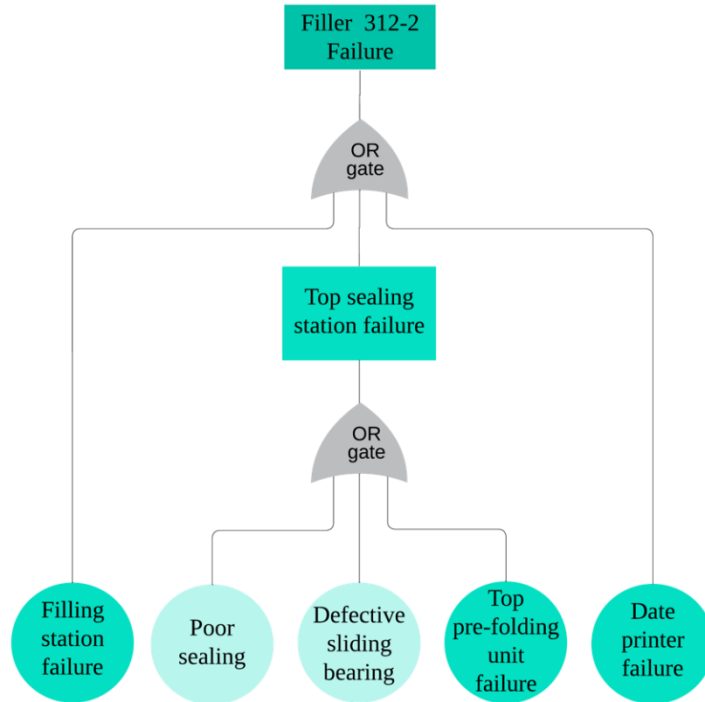 Filler 312-2
Failure
OR
gate
Top sealing
station failure
OR
gate
Filling
station
failure
Poor
sealing
Defective
sliding
bearing
Top
pre-folding
unit
failure
Date
printer
failure